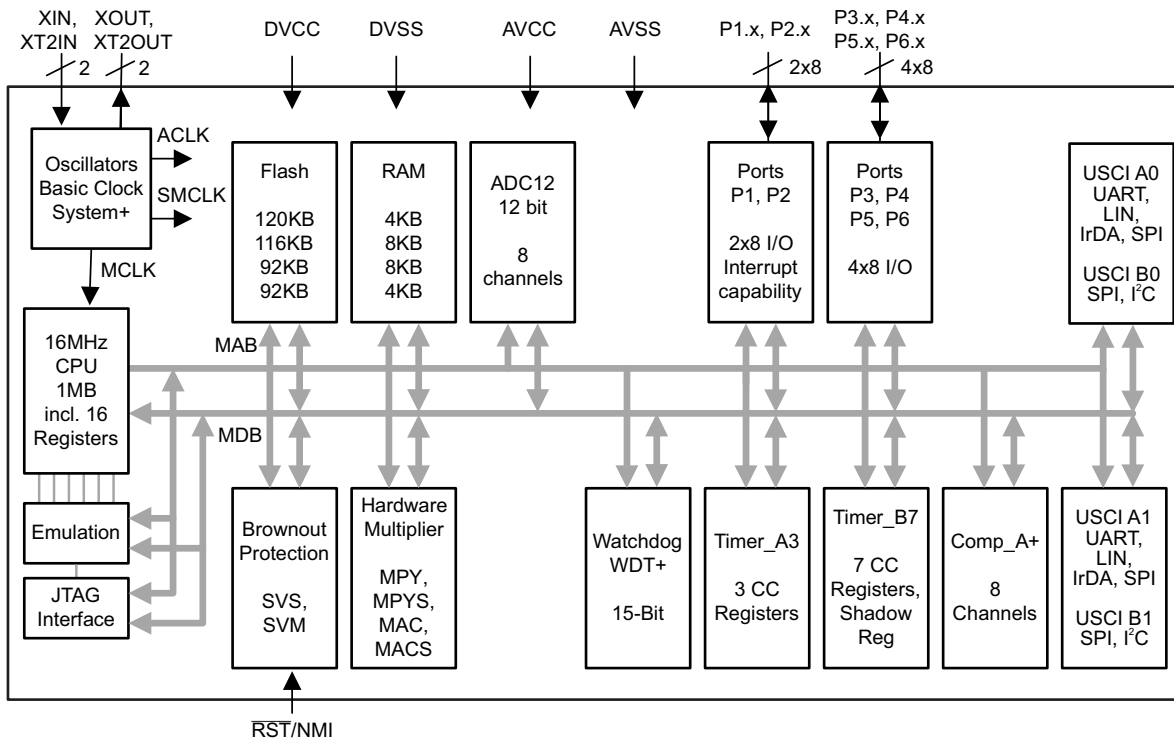 XIN,
XT2IN
2
XOUT,
XT2OUT
2
DVCC
DVSS
AVCC
AVSS
P1.x, P2.x
2x8
P3.x, P4.x
P5.x, P6.x
4x8
Oscillators
Basic Clock
System+
ACLK
SMCLK
MCLK
Flash
120KB
116KB
92KB
92KB
RAM
4KB
8KB
8KB
4KB
ADC12
12 bit
8
channels
Ports
P1, P2
2x8 I/O
Interrupt
capability
Ports
P3, P4
P5, P6
4x8 I/O
USCI A0
UART,
LIN,
IrDA, SPI
USCI B0
SPI, I²C
16MHz
CPU
1MB
incl. 16
Registers
MAB
MDB
Emulation
JTAG
Interface
Brownout
Protection
SVS,
SVM
Hardware
Multiplier
MPY,
MPYS,
MAC,
MACS
Watchdog
WDT+
15-Bit
Timer_A3
3 CC
Registers
Timer_B7
7 CC
Registers,
Shadow
Reg
Comp_A+
8
Channels
USCI A1
UART,
LIN,
IrDA, SPI
USCI B1
SPI, I²C
R̅S̅T̅/NMI